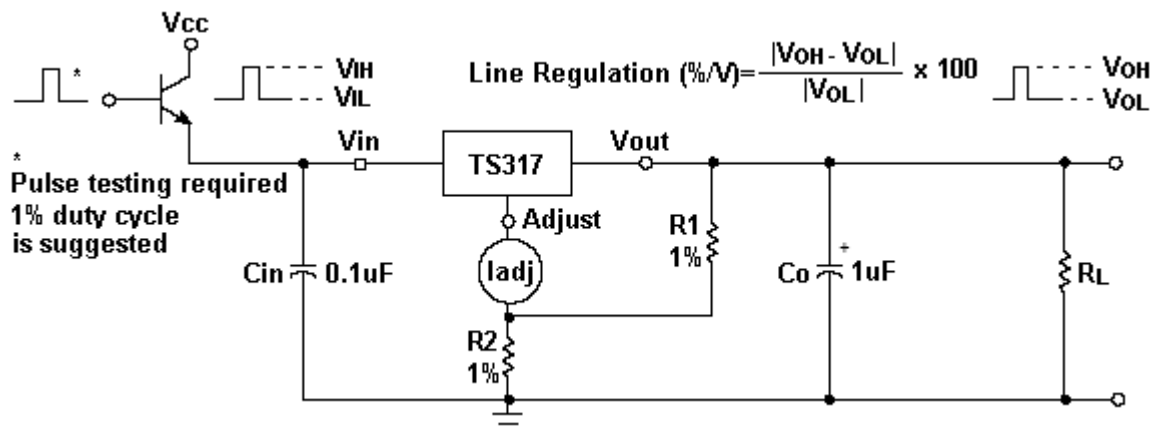 Vcc
*
VIH
VIL
Line Regulation (%/V)= |VOH - VOL| / |VOL| x 100
VOH
VOL
*
Pulse testing required
1% duty cycle
is suggested
Vin
TS317
Vout
Adjust
Iadj
R1
1%
R2
1%
Cin
0.1uF
Co
+
1uF
RL